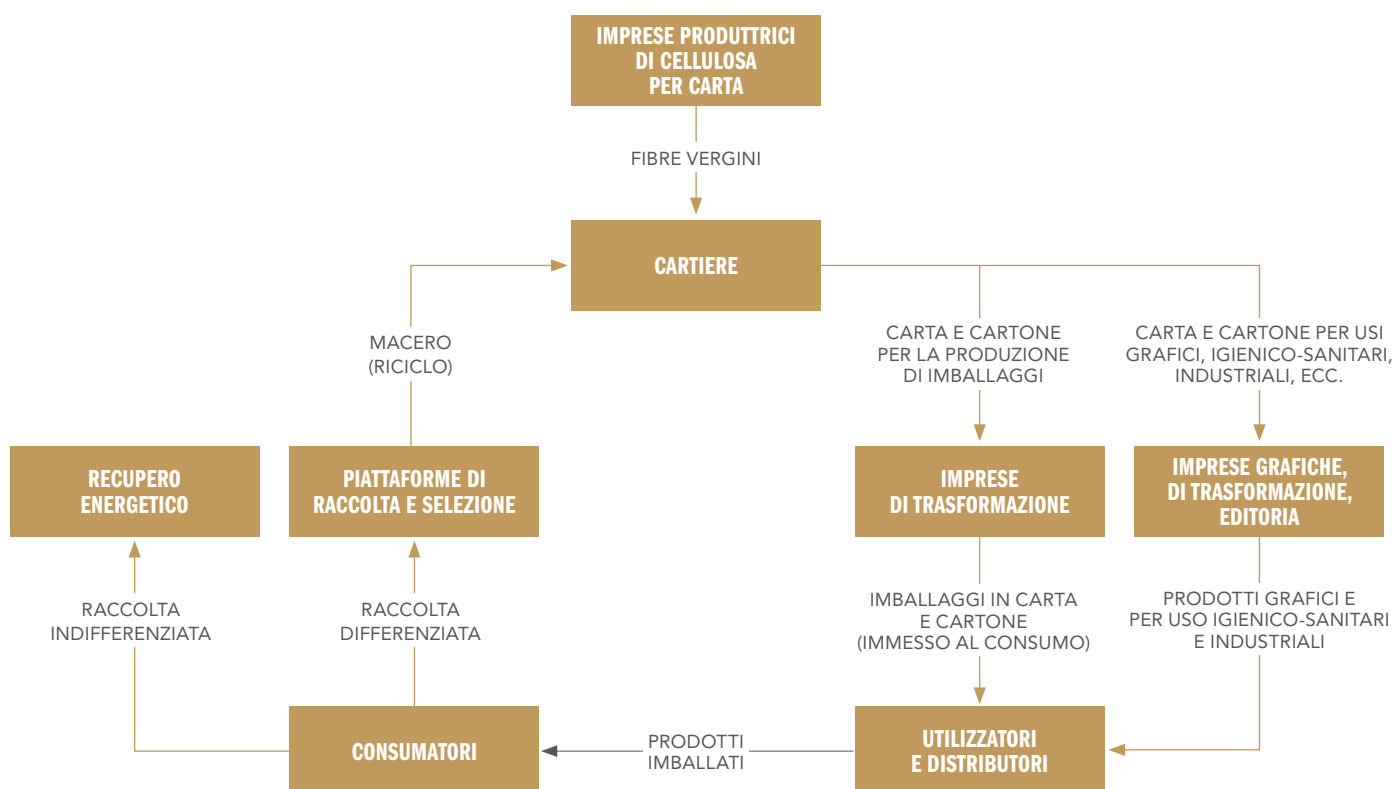 IMPRESE PRODUTTRICI
DI CELLULOSA
PER CARTA
FIBRE VERGINI
CARTIERE
MACERO
(RICICLO)
CARTA E CARTONE
PER LA PRODUZIONE
DI IMBALLAGGI
CARTA E CARTONE PER USI
GRAFICI, IGIENICO-SANITARI,
INDUSTRIALI, ECC.
RECUPERO
ENERGETICO
PIATTAFORME DI
RACCOLTA E SELEZIONE
IMPRESE
DI TRASFORMAZIONE
IMPRESE GRAFICHE,
DI TRASFORMAZIONE,
EDITORIA
RACCOLTA
INDIFFERENZIATA
RACCOLTA
DIFFERENZIATA
IMBALLAGGI IN CARTA
E CARTONE
(IMMESSO AL CONSUMO)
PRODOTTI GRAFICI E
PER USO IGIENICO-SANITARI
E INDUSTRIALI
CONSUMATORI
PRODOTTI
IMBALLATI
UTILIZZATORI
E DISTRIBUTORI